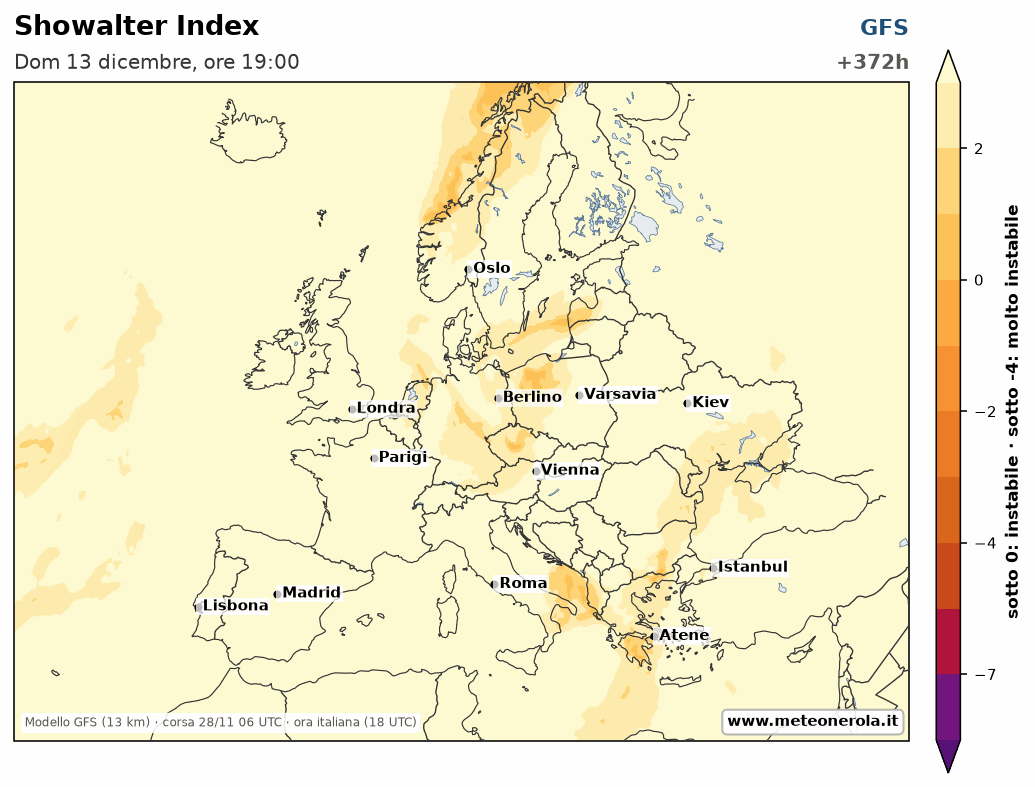 Showalter Index
GFS
Dom 13 dicembre, ore 19:00
+372h
Oslo
Londra
Berlino
Varsavia
Kiev
Parigi
Vienna
Lisbona
Madrid
Roma
Istanbul
Atene
Modello GFS (13 km) · corsa 28/11 06 UTC · ora italiana (18 UTC)
www.meteonerola.it
2
0
−2
−4
−7
sotto 0: instabile · sotto -4: molto instabile